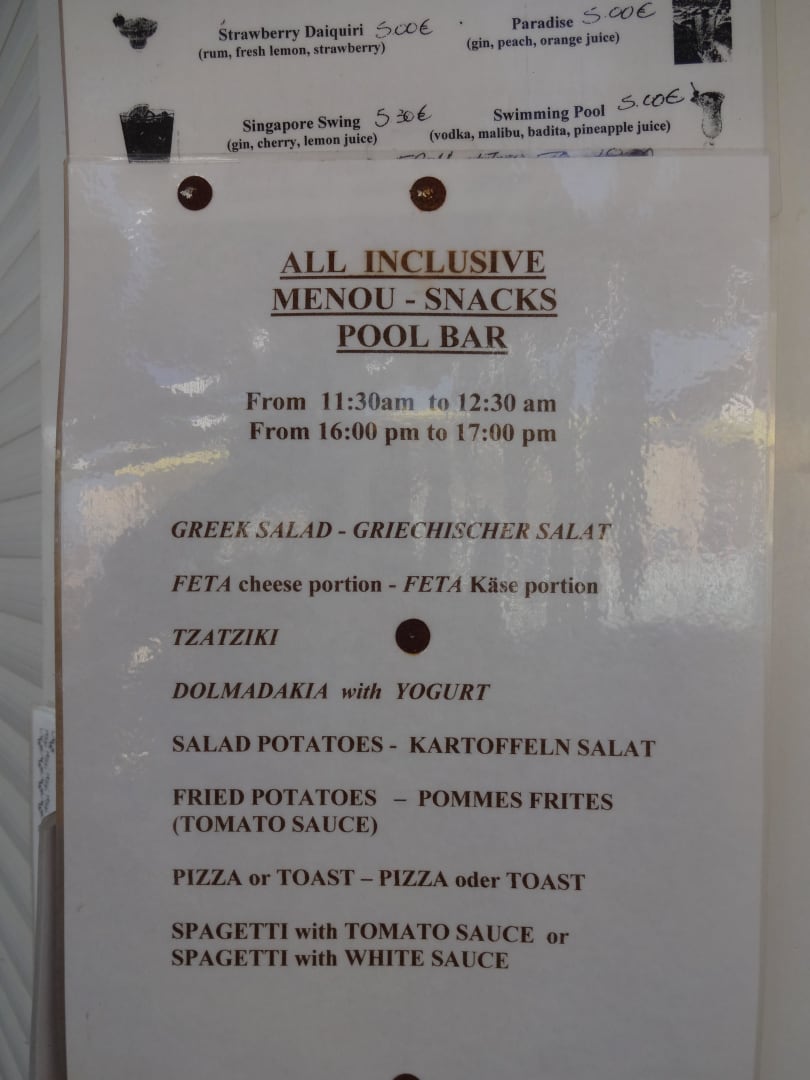 Strawberry Daiquiri 5.00€
(rum, fresh lemon, strawberry)
Paradise 5.00€
(gin, peach, orange juice)
Singapore Swing 5 30€
(gin, cherry, lemon juice)
Swimming Pool 5.00€
(vodka, malibu, badita, pineapple juice)
ALL INCLUSIVE
MENOU - SNACKS
POOL BAR
From 11:30am to 12:30 am
From 16:00 pm to 17:00 pm
GREEK SALAD - GRIECHISCHER SALAT
FETA cheese portion - FETA Käse portion
TZATZIKI
DOLMADAKIA with YOGURT
SALAD POTATOES - KARTOFFELN SALAT
FRIED POTATOES – POMMES FRITES
(TOMATO SAUCE)
PIZZA or TOAST – PIZZA oder TOAST
SPAGETTI with TOMATO SAUCE or
SPAGETTI with WHITE SAUCE